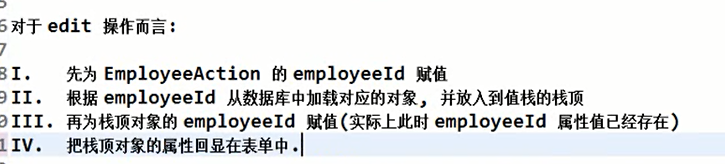 对于 edit 操作而言:
I. 先为 EmployeeAction 的 employeeId 赋值
II. 根据 employeeId 从数据库中加载对应的对象, 并放入到值栈的栈顶
III. 再为栈顶对象的 employeeId 赋值(实际上此时 employeeId 属性值已经存在)
IV. 把栈顶对象的属性回显在表单中.